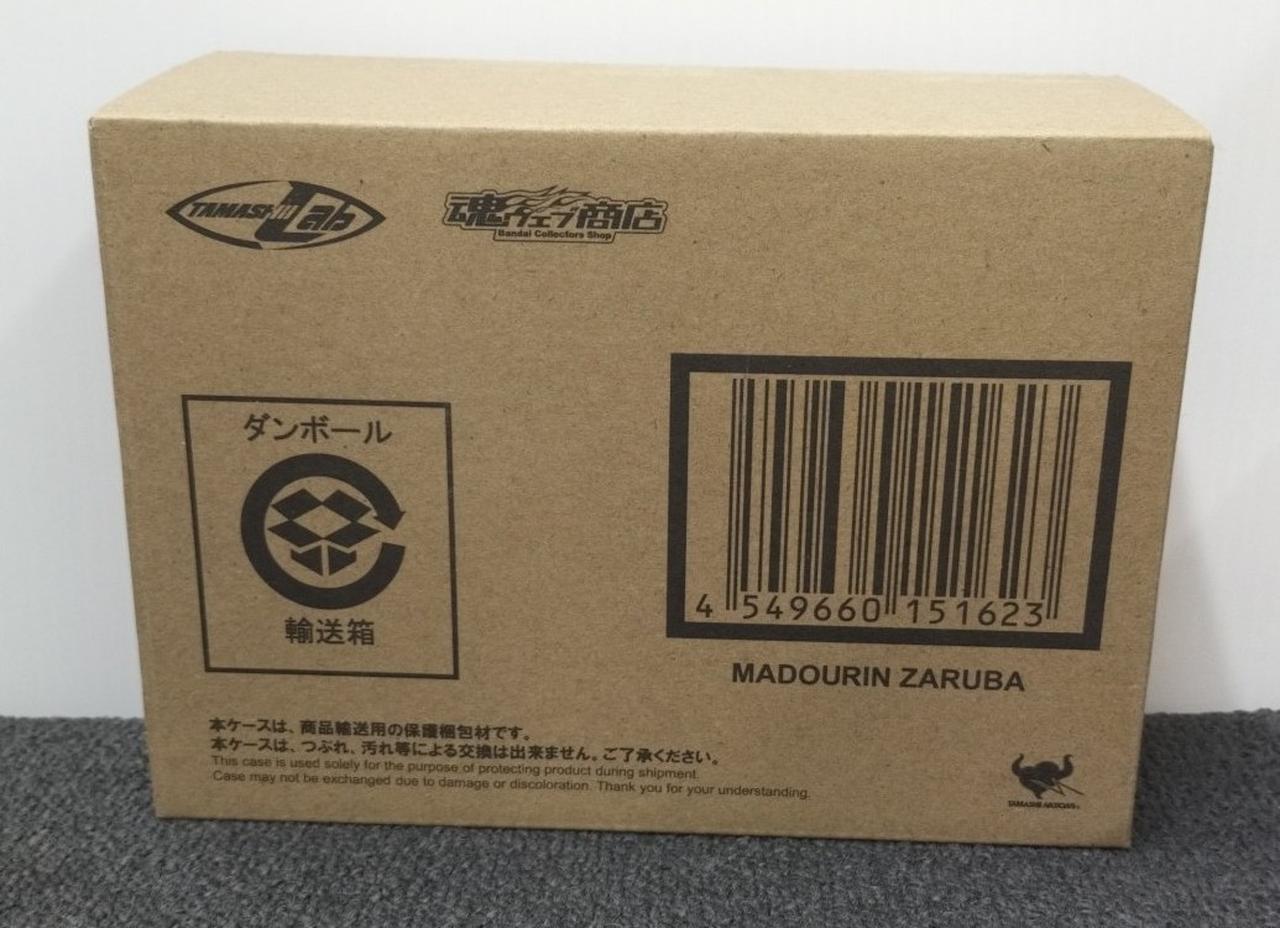 TAMASHII Lab
魂ウェブ商店
Bandai Collectors Shop
ダンボール
輸送箱
4 549660 151623
MADOURIN ZARUBA
本ケースは、商品輸送用の保護梱包材です。
本ケースは、つぶれ、汚れ等による交換は出来ません。ご了承ください。
This case is used solely for the purpose of protecting product during shipment.
Case may not be exchanged due to damage or discoloration. Thank you for your understanding.
TAMASHII NATIONS